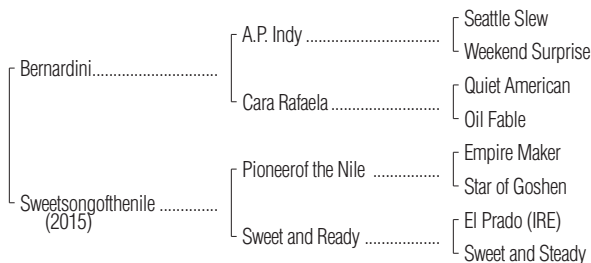 Seattle Slew
A.P. Indy ................................
Weekend Surprise
Bernardini..............................
Quiet American
Cara Rafaela ..........................
Oil Fable
Empire Maker
Pioneerof the Nile ................
Star of Goshen
Sweetsongofthenile ..............
(2015)
El Prado (IRE)
Sweet and Ready ..................
Sweet and Steady